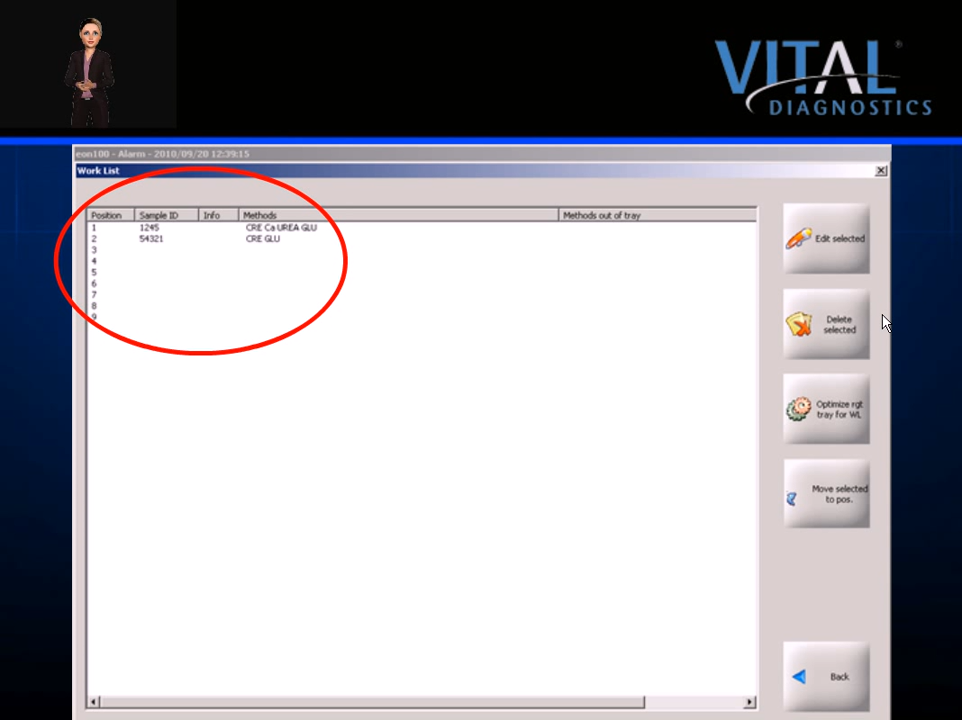 VITAL®
DIAGNOSTICS
eon100 - Alarm - 2010/09/20 12:39:15
Work List
Position Sample ID Info Methods Methods out of tray
1 1245 CRE Ca UREA GLU
2 54321 CRE GLU
3
4
5
6
7
8
9
Edit selected
Delete
selected
Optimize rgt
tray for WL
Move selected
to pos.
Back